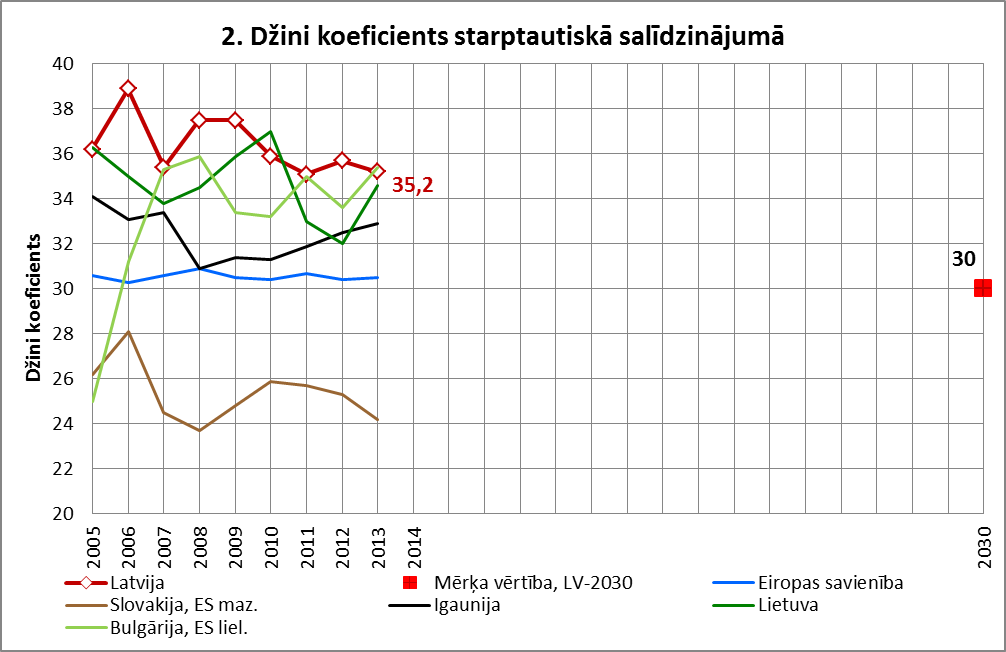 2. Džini koeficients starptautiskā salīdzinājumā
Džini koeficients
40
38
36
34
32
30
28
26
24
22
20
35,2
30
2005
2006
2007
2008
2009
2010
2011
2012
2013
2014
2030
Latvija
Mērķa vērtība, LV-2030
Eiropas savienība
Slovakija, ES maz.
Igaunija
Lietuva
Bulgārija, ES liel.